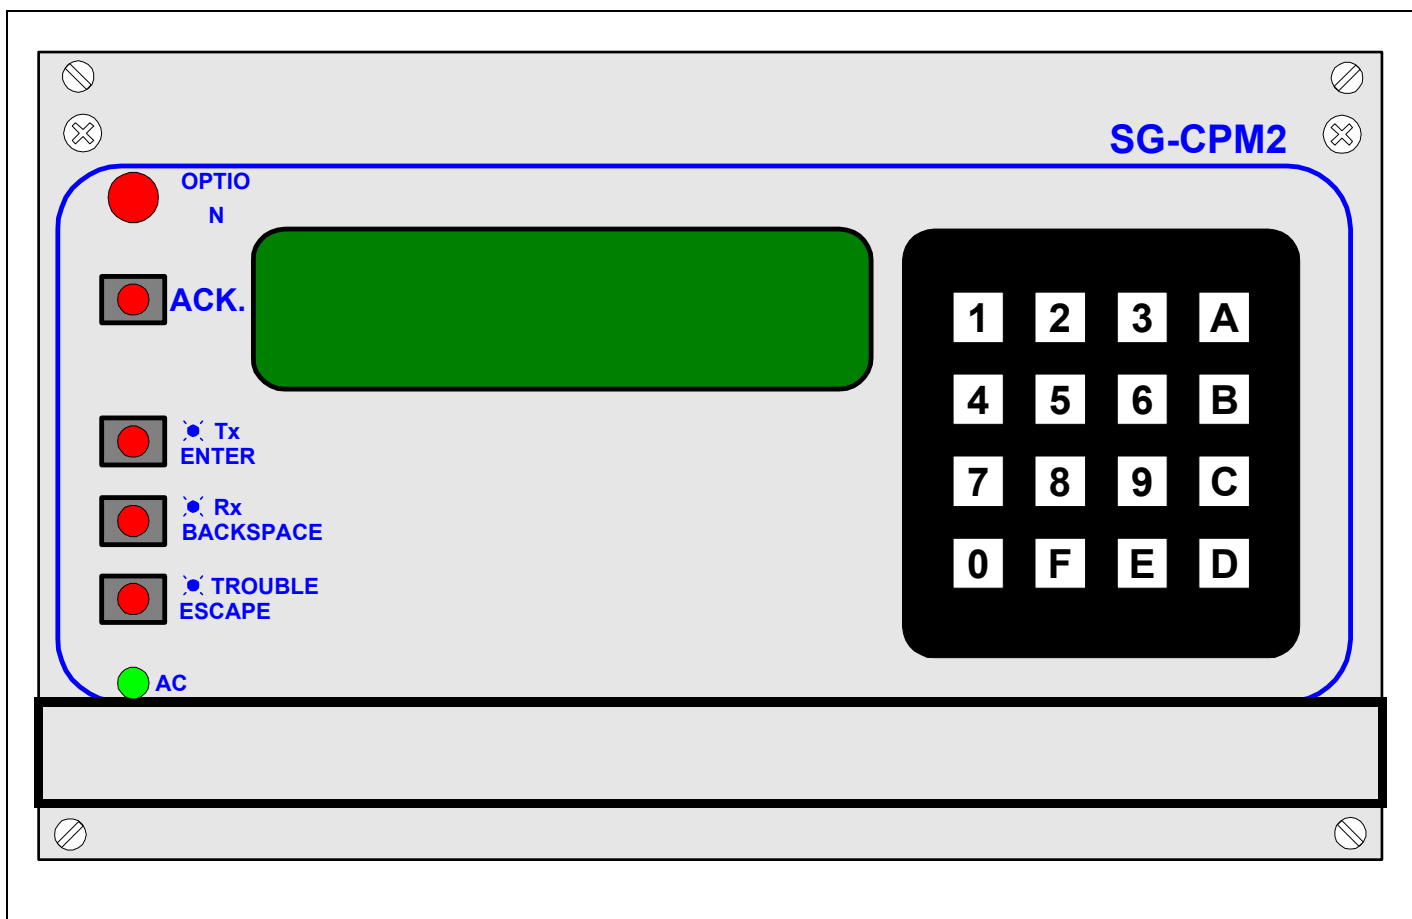 SG-CPM2
OPTIO
N
ACK.
Tx
ENTER
Rx
BACKSPACE
TROUBLE
ESCAPE
AC
1 2 3 A
4 5 6 B
7 8 9 C
0 F E D